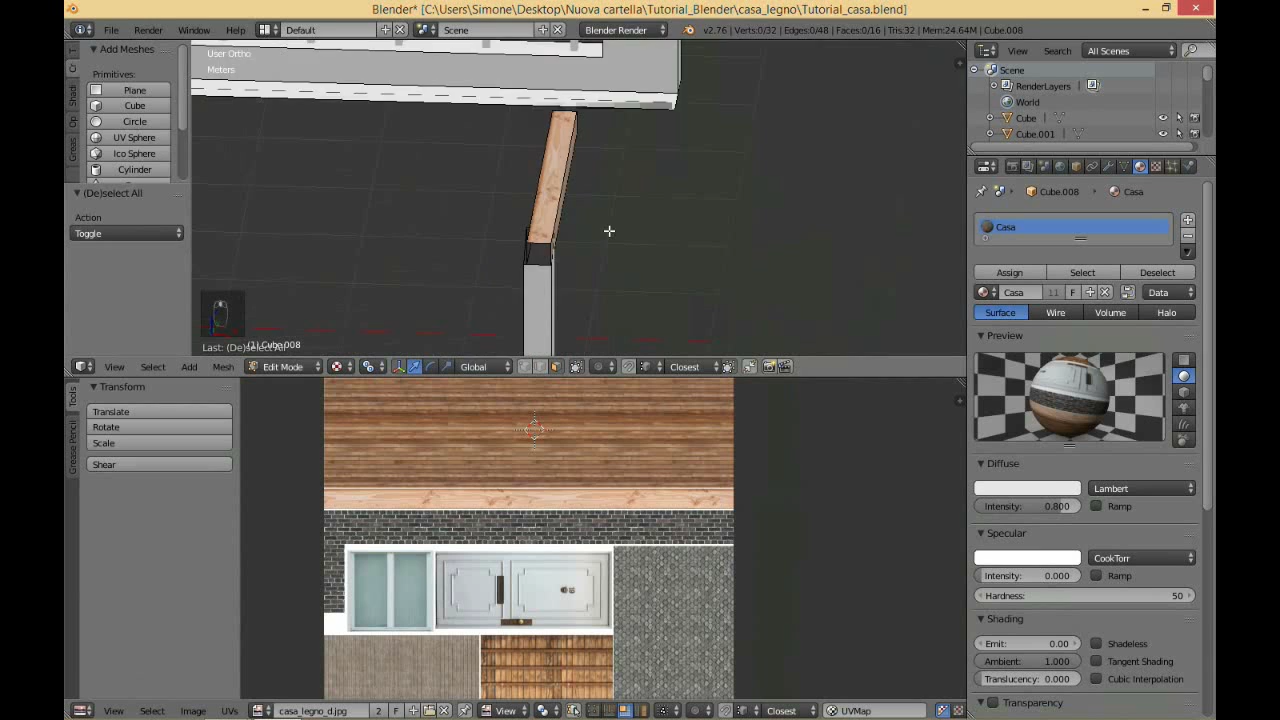 Blender* [C:\Users\Simone\Desktop\Nuova cartella\Tutorial_Blender\casa_legno\Tutorial_casa.blend]
File Render Window Help Default Scene Blender Render v2.76 | Verts:0/32 | Edges:0/48 | Faces:0/16 | Tris:32 | Mem:24.64M | Cube.008
Add Meshes
Primitives:
Plane
Cube
Circle
UV Sphere
Ico Sphere
Cylinder
Shadi
Op
Greas
(De)select All
Action
Toggle
User Ortho
Meters
Last: (De)select All
(1) Cube.008
View Select Add Mesh Edit Mode Global Closest
Tools
Grease Pencil
Transform
Translate
Rotate
Scale
Shear
View Select Image UVs casa_legno_d.jpg 2 F View Closest UVMap
View Search All Scenes
Scene
RenderLayers
World
Cube
Cube.001
Cube.008 Casa
Casa
Assign Select Deselect
Casa 11 F Data
Surface Wire Volume Halo
Preview
Diffuse
Lambert
Intensity: 0.800 Ramp
Specular
CookTorr
Intensity: 0.000 Ramp
Hardness: 50
Shading
Emit: 0.00 Shadeless
Ambient: 1.000 Tangent Shading
Translucency: 0.000 Cubic Interpolation
Transparency